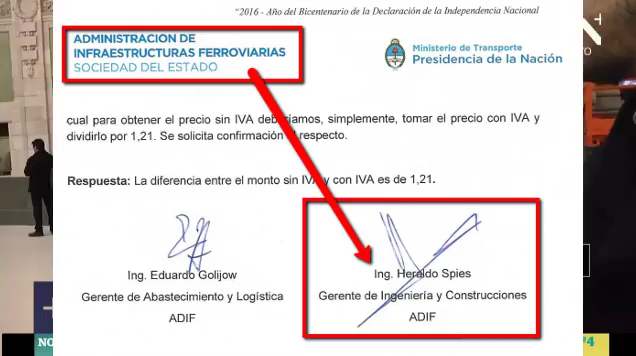 "2016 - Año del Bicentenario de la Declaración de la Independencia Nacional
ADMINISTRACION DE
INFRAESTRUCTURAS FERROVIARIAS
SOCIEDAD DEL ESTADO
Ministerio de Transporte
Presidencia de la Nación
cual para obtener el precio sin IVA simplemente, tomar el precio con IVA y
dividirlo por 1,21. Se solicita confirmación respecto.
Respuesta: La diferencia entre el monto sin y con IVA es de 1,21.
Ing. Eduardo Golijow
Gerente de Abastecimiento y Logística
ADIF
Ing. Heraldo Spies
Gerente de Ingeniería y Construcciones
ADIF
NO
4